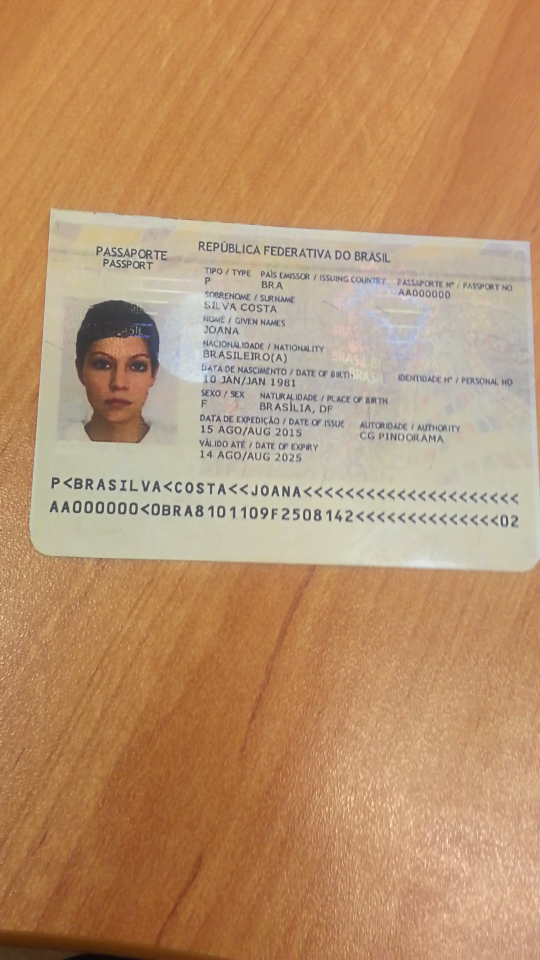 PASSAPORTE
PASSPORT
REPÚBLICA FEDERATIVA DO BRASIL
TIPO / TYPE PAÍS EMISSOR / ISSUING COUNTRY PASSAPORTE Nº / PASSPORT NO
P BRA AA000000
SOBRENOME / SURNAME
SILVA COSTA
NOME / GIVEN NAMES
JOANA
NACIONALIDADE / NATIONALITY
BRASILEIRO(A)
DATA DE NASCIMENTO / DATE OF BIRTH IDENTIDADE Nº / PERSONAL NO
10 JAN/JAN 1981
SEXO / SEX NATURALIDADE / PLACE OF BIRTH
F BRASÍLIA, DF
DATA DE EXPEDIÇÃO / DATE OF ISSUE AUTORIDADE / AUTHORITY
15 AGO/AUG 2015 CG PINDORAMA
VÁLIDO ATÉ / DATE OF EXPIRY
14 AGO/AUG 2025
P<BRASILVA<COSTA<<JOANA<<<<<<<<<<<<<<<<<<<<<
AA000000<0BRA8101109F2508142<<<<<<<<<<<<<<02